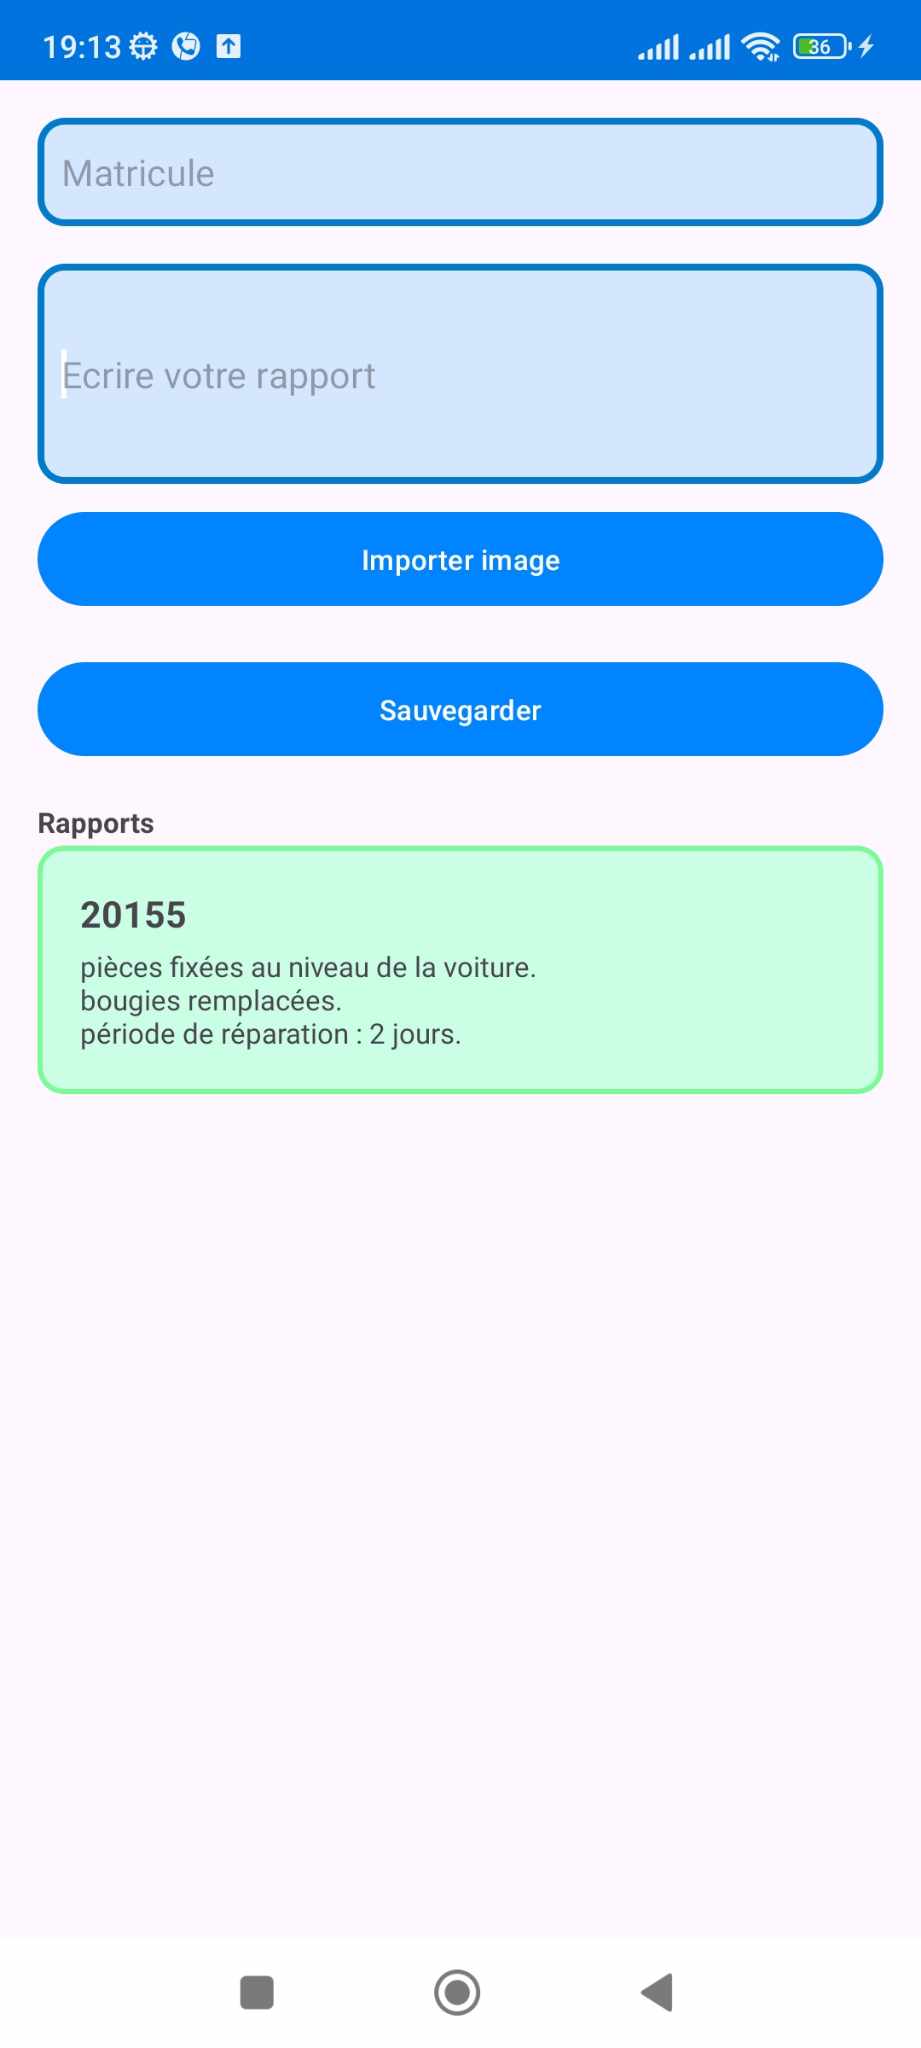 19:13
36
Matricule
Ecrire votre rapport
Importer image
Sauvegarder
Rapports
20155
pièces fixées au niveau de la voiture.
bougies remplacées.
période de réparation : 2 jours.